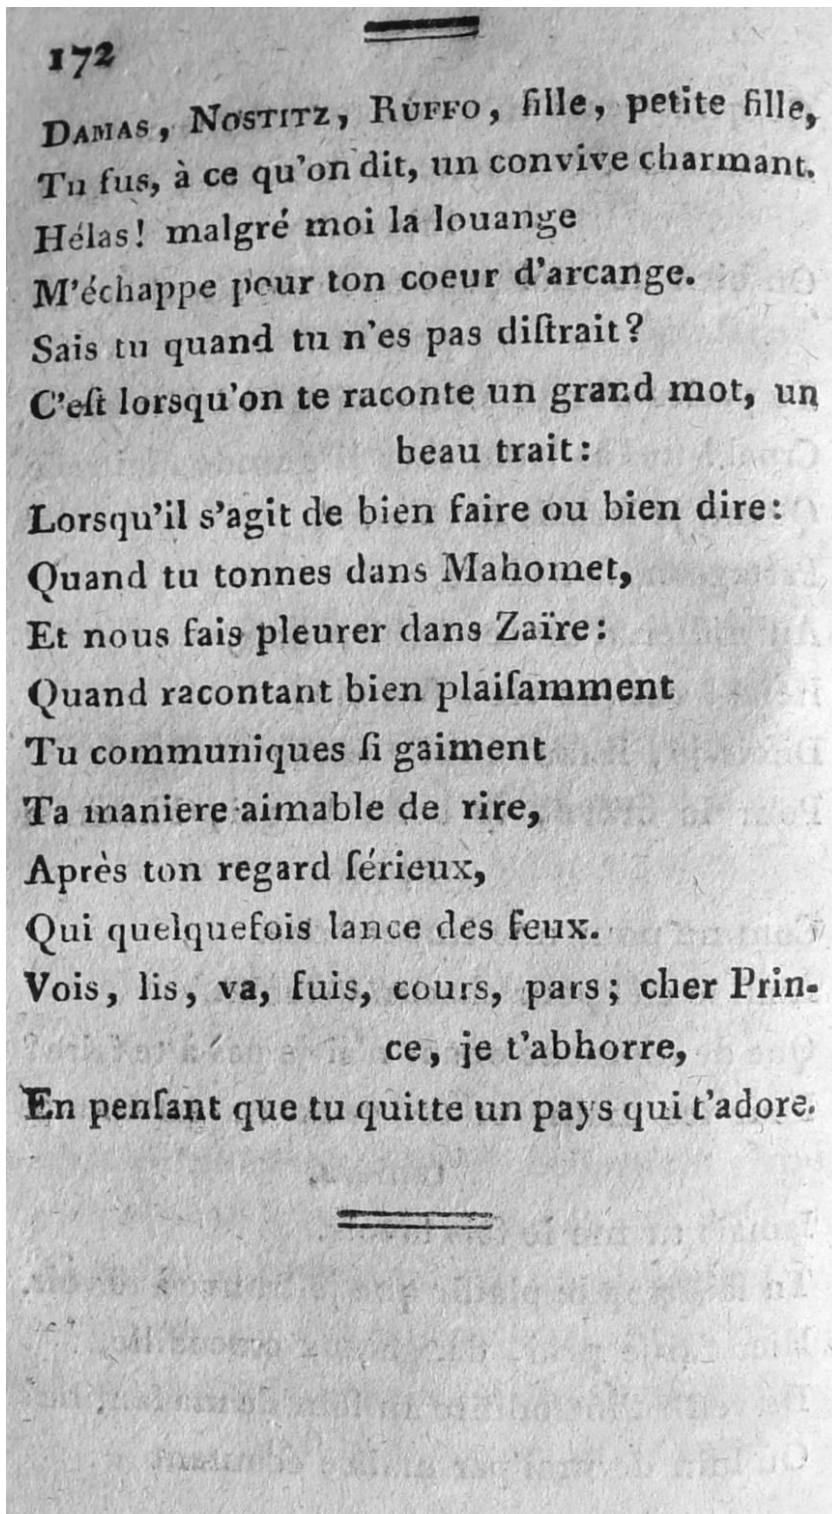 172
DAMAS, NOSTITZ, RUFFO, fille, petite fille,
Tu fus, à ce qu'on dit, un convive charmant.
Hélas! malgré moi la louange
M'échappe pour ton coeur d'arcange.
Sais tu quand tu n'es pas diſtrait?
C'eſt lorsqu'on te raconte un grand mot, un
beau trait:
Lorsqu'il s'agit de bien faire ou bien dire:
Quand tu tonnes dans Mahomet,
Et nous fais pleurer dans Zaïre:
Quand racontant bien plaiſamment
Tu communiques ſi gaiment
Ta maniere aimable de rire,
Après ton regard ſérieux,
Qui quelquefois lance des feux.
Vois, lis, va, fuis, cours, pars; cher Prin-
ce, je t'abhorre,
En penſant que tu quitte un pays qui t'adore.